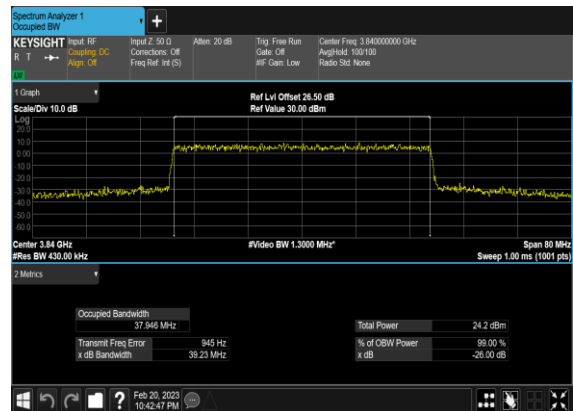 Spectrum Analyzer 1
Occupied BW
KEYSIGHT Input: RF Input Z: 50 Ω Atten: 20 dB Trig: Free Run Center Freq: 3.840000000 GHz
R T Coupling: DC Corrections: Off Gate: Off Avg|Hold: 100/100
Align: Off Freq Ref: Int (S) #IF Gain: Low Radio Std: None
1 Graph
Ref Lvl Offset 26.50 dB
Scale/Div 10.0 dB Ref Value 30.00 dBm
Log
20.0
10.0
0.00
-10.0
-20.0
-30.0
-40.0
-50.0
-60.0
Center 3.84 GHz #Video BW 1.3000 MHz* Span 80 MHz
#Res BW 430.00 kHz Sweep 1.00 ms (1001 pts)
2 Metrics
Occupied Bandwidth
37.946 MHz Total Power 24.2 dBm
Transmit Freq Error 945 Hz % of OBW Power 99.00 %
x dB Bandwidth 39.23 MHz x dB -26.00 dB
?
Feb 20, 2023
10:42:47 PM